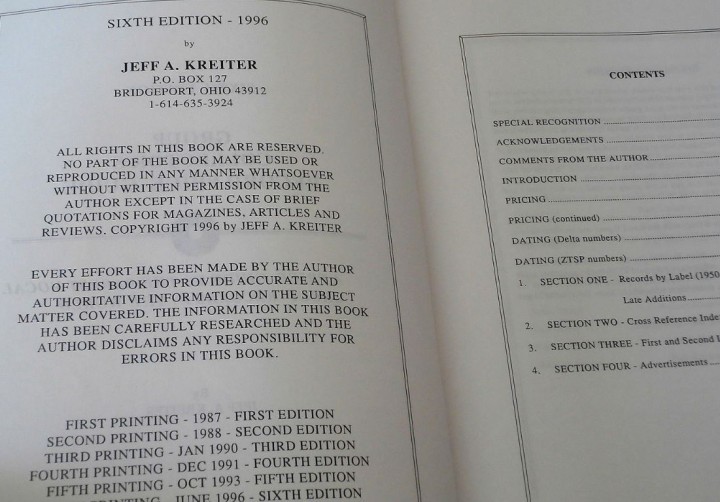 SIXTH EDITION - 1996
by
JEFF A. KREITER
P.O. BOX 127
BRIDGEPORT, OHIO 43912
1-614-635-3924
ALL RIGHTS IN THIS BOOK ARE RESERVED.
NO PART OF THE BOOK MAY BE USED OR
REPRODUCED IN ANY MANNER WHATSOEVER
WITHOUT WRITTEN PERMISSION FROM THE
AUTHOR EXCEPT IN THE CASE OF BRIEF
QUOTATIONS FOR MAGAZINES, ARTICLES AND
REVIEWS. COPYRIGHT 1996 by JEFF A. KREITER
EVERY EFFORT HAS BEEN MADE BY THE AUTHOR
OF THIS BOOK TO PROVIDE ACCURATE AND
AUTHORITATIVE INFORMATION ON THE SUBJECT
MATTER COVERED. THE INFORMATION IN THIS BOOK
HAS BEEN CAREFULLY RESEARCHED AND THE
AUTHOR DISCLAIMS ANY RESPONSIBILITY FOR
ERRORS IN THIS BOOK.
FIRST PRINTING - 1987 - FIRST EDITION
SECOND PRINTING - 1988 - SECOND EDITION
THIRD PRINTING - JAN 1990 - THIRD EDITION
FOURTH PRINTING - DEC 1991 - FOURTH EDITION
FIFTH PRINTING - OCT 1993 - FIFTH EDITION
PRINTING - JUNE 1996 - SIXTH EDITION
CONTENTS
SPECIAL RECOGNITION
ACKNOWLEDGEMENTS
COMMENTS FROM THE AUTHOR
INTRODUCTION
PRICING
PRICING (continued)
DATING (Delta numbers)
DATING (ZTSP numbers)
1. SECTION ONE - Records by Label (1950
Late Additions
2. SECTION TWO - Cross Reference Inde
3. SECTION THREE - First and Second
4. SECTION FOUR - Advertisements